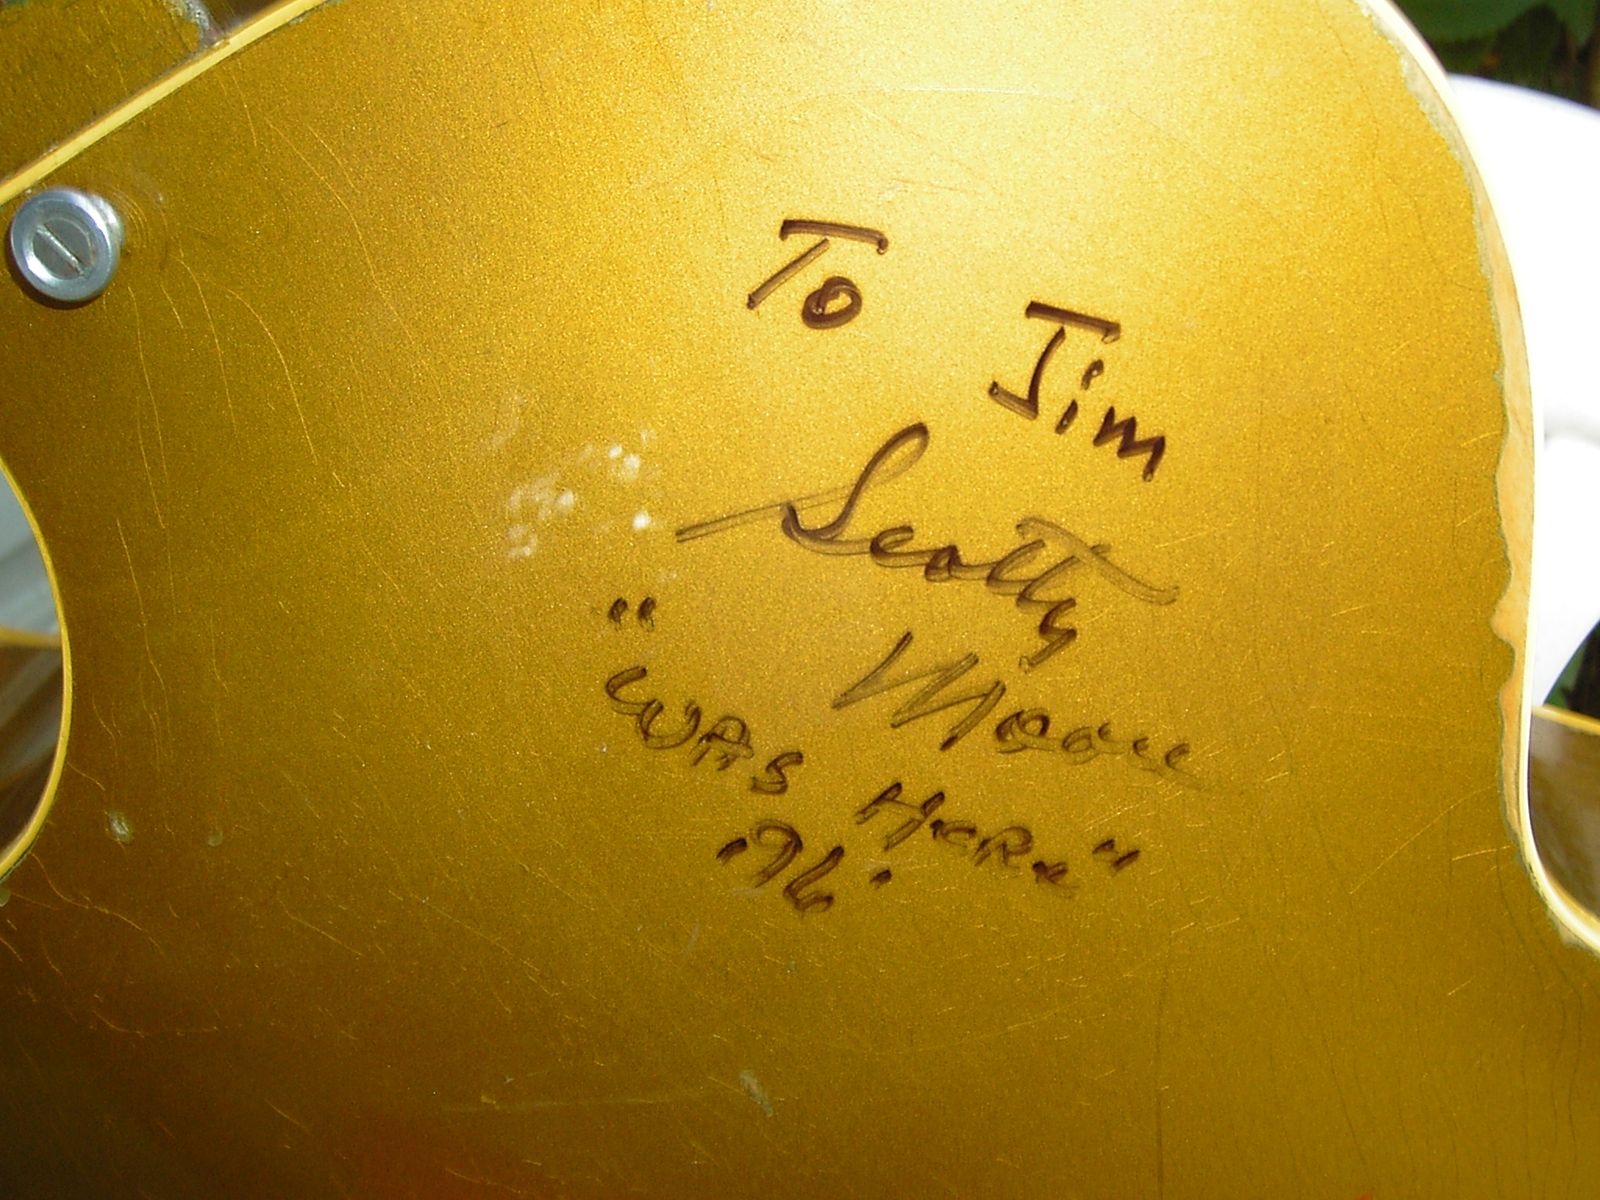 To Jim
Scotty
Moore
"WAS HERE"
'96'